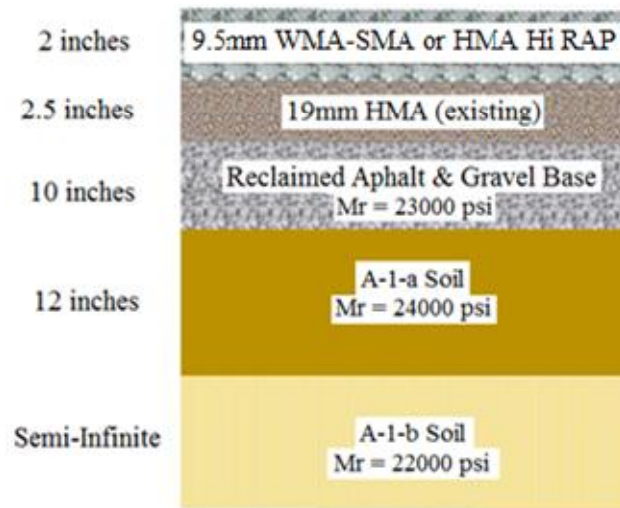 2 inches
9.5mm WMA-SMA or HMA Hi RAP
2.5 inches
19mm HMA (existing)
10 inches
Reclaimed Aphalt & Gravel Base
Mr = 23000 psi
12 inches
A-1-a Soil
Mr = 24000 psi
Semi-Infinite
A-1-b Soil
Mr = 22000 psi